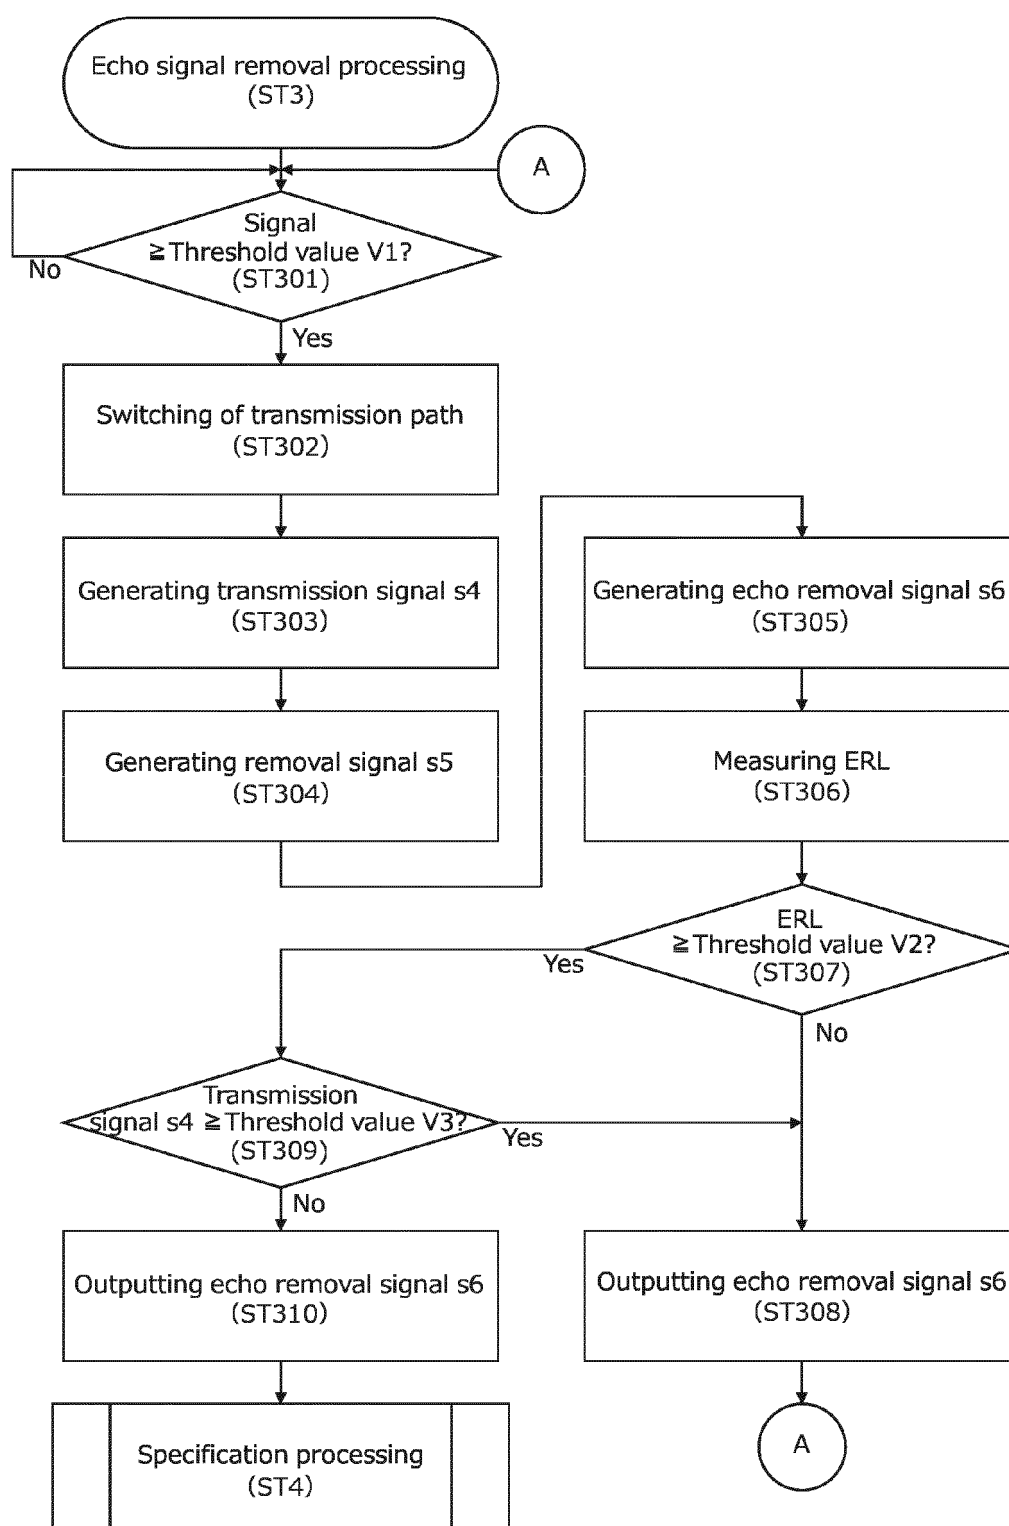 Echo signal removal processing
(ST3)
A
Signal
≧Threshold value V1?
(ST301)
No
Yes
Switching of transmission path
(ST302)
Generating transmission signal s4
(ST303)
Generating removal signal s5
(ST304)
Generating echo removal signal s6
(ST305)
Measuring ERL
(ST306)
ERL
≧Threshold value V2?
(ST307)
Yes
No
Transmission
signal s4 ≧Threshold value V3?
(ST309)
Yes
No
Outputting echo removal signal s6
(ST310)
Outputting echo removal signal s6
(ST308)
Specification processing
(ST4)
A